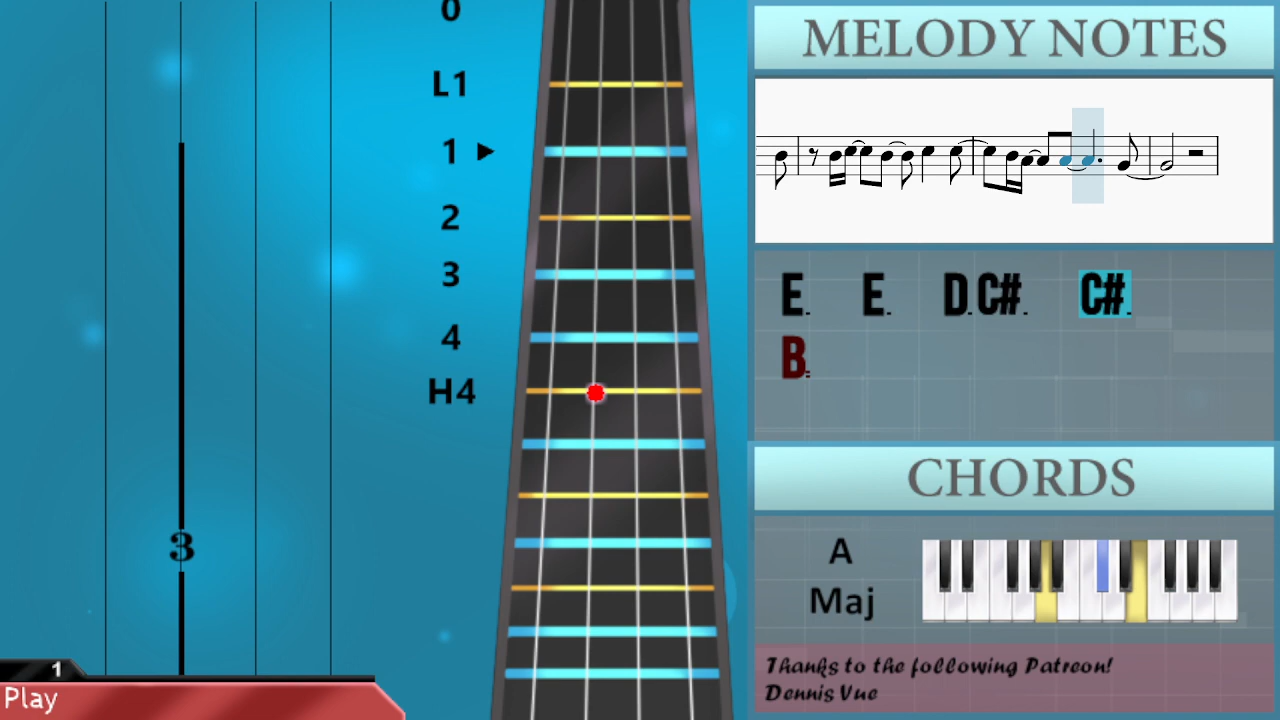 0
L1
1
2
3
4
H4
3
1
Play
MELODY NOTES
E. E. D. C#. C#.
B:
CHORDS
A
Maj
Thanks to the following Patreon!
Dennis Vue